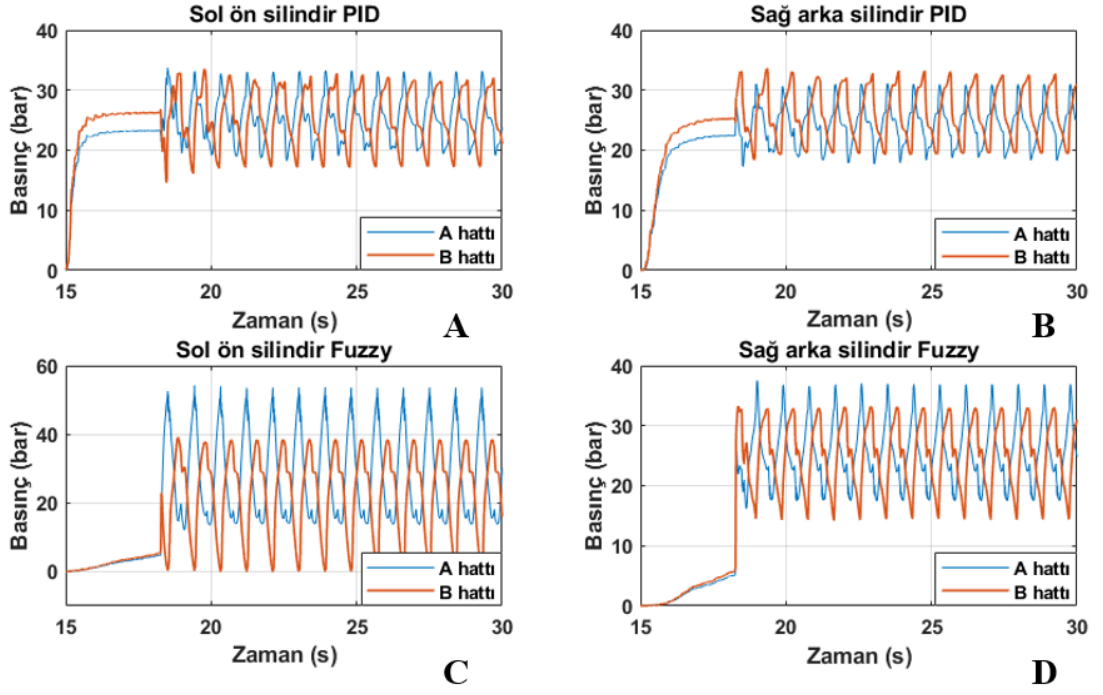 Sol ön silindir PID
40
30
20
10
0
Basınç (bar)
A hattı
B hattı
15
20
25
30
Zaman (s)
A
Sağ arka silindir PID
40
30
20
10
0
Basınç (bar)
A hattı
B hattı
15
20
25
30
Zaman (s)
B
Sol ön silindir Fuzzy
60
40
20
0
Basınç (bar)
A hattı
B hattı
15
20
25
30
Zaman (s)
C
Sağ arka silindir Fuzzy
40
30
20
10
0
Basınç (bar)
A hattı
B hattı
15
20
25
30
Zaman (s)
D